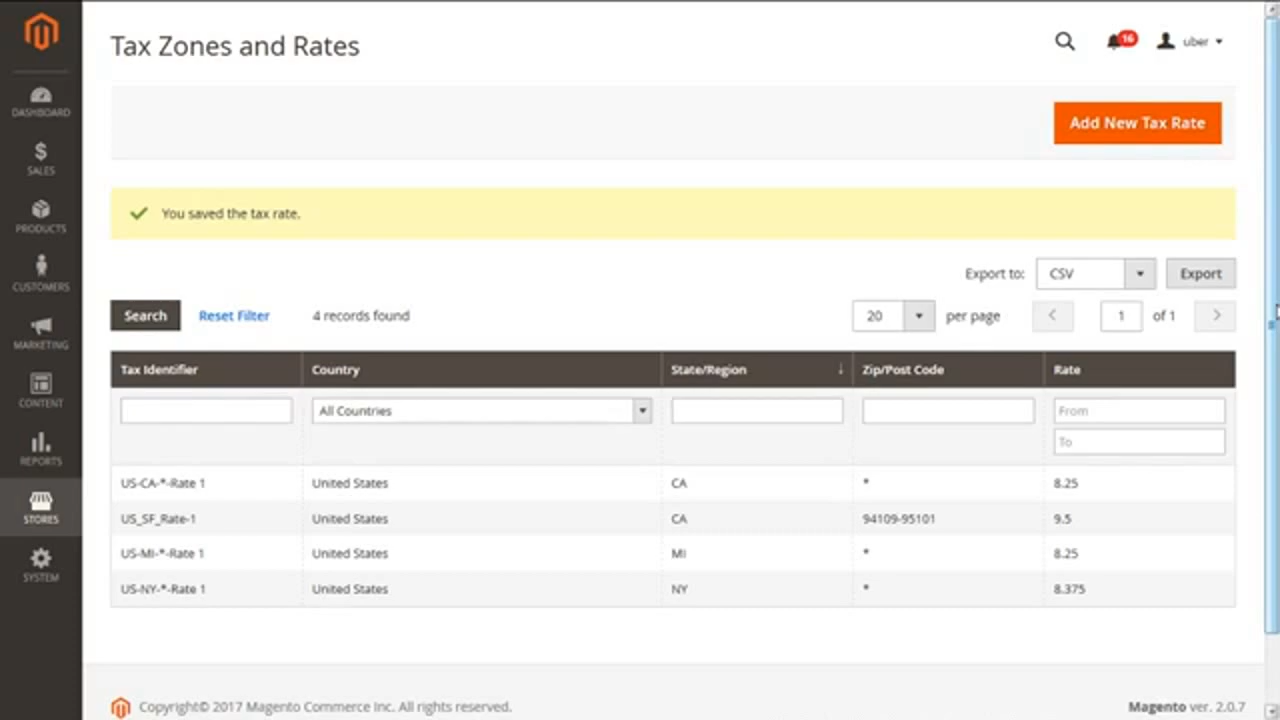 Tax Zones and Rates
16
uber
DASHBOARD
SALES
PRODUCTS
CUSTOMERS
MARKETING
CONTENT
REPORTS
STORES
SYSTEM
Add New Tax Rate
You saved the tax rate.
Export to: CSV Export
Search Reset Filter 4 records found 20 per page 1 of 1
Tax Identifier Country State/Region ↓ Zip/Post Code Rate
All Countries From
To
US-CA-*-Rate 1 United States CA * 8.25
US_SF_Rate-1 United States CA 94109-95101 9.5
US-MI-*-Rate 1 United States MI * 8.25
US-NY-*-Rate 1 United States NY * 8.375
Copyright© 2017 Magento Commerce Inc. All rights reserved. Magento ver. 2.0.7